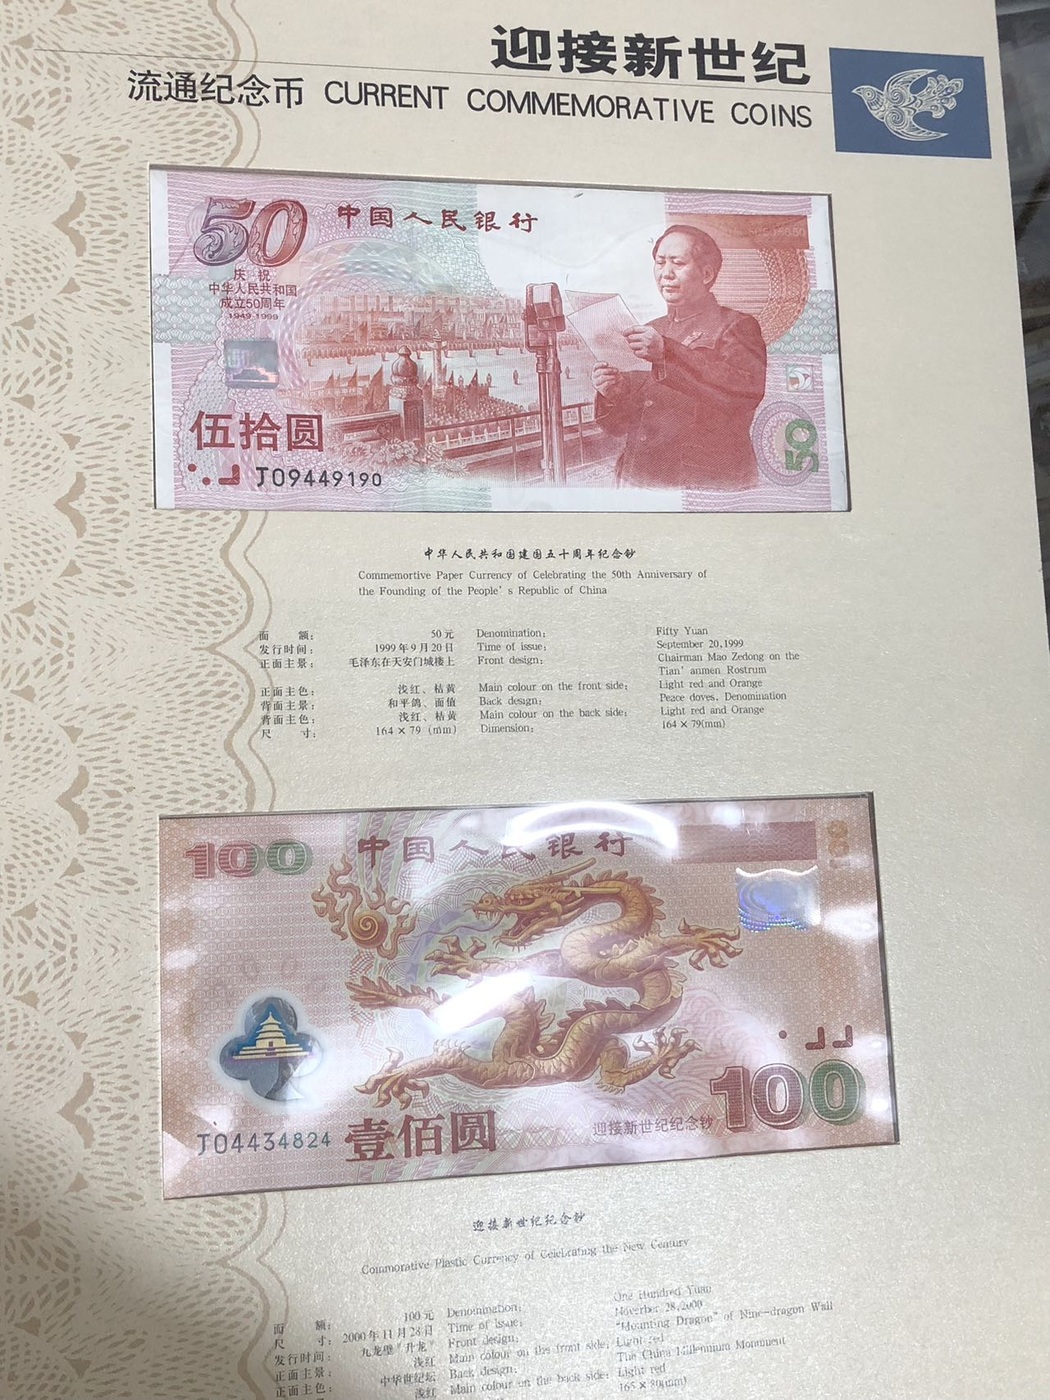 迎接新世纪
流通纪念币 CURRENT COMMEMORATIVE COINS
50 中国人民银行
庆祝
中华人民共和国
成立50周年
1949-1999
伍拾圆
J09449190
50
中华人民共和国建国五十周年纪念钞
Commemortive Paper Currency of Celebrating the 50th Anniversary of
the Founding of the People's Republic of China
面 额: 50元 Denomination: Fifty Yuan
发行时间: 1999年9月20日 Time of issue: September 20,1999
正面主景: 毛泽东在天安门城楼上 Front design: Chairman Mao Zedong on the
Tian'anmen Rostrum
正面主色: 浅红、桔黄 Main colour on the front side: Light red and Orange
背面主景: 和平鸽、面值 Back design: Peace doves, Denomination
背面主色: 浅红、桔黄 Main colour on the back side: Light red and Orange
尺 寸: 164×79 (mm) Dimension: 164×79(mm)
100 中国人民银行
100
J04434824 壹佰圆
迎接新世纪纪念钞 100
迎接新世纪纪念钞
Commorative Plastic Currency of Celebrating the New Century
面 额: 100元 Denomination: One Hundred Yuan
尺 寸: 2000年11月28日 Time of issue: November 28,2000
发行时间: 九龙壁"升龙" Front design: "Mounting Dragon" of Nine-dragon Wall
正面主景: 浅红 Main colour on the front side: Light red
正面主色: 中华世纪坛 Back design: The China Millennium Monument
浅红 Main colour on the back side: Light red
165×80(mm)